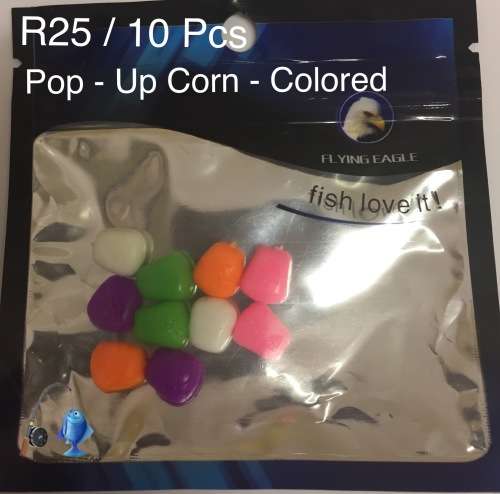 R25 / 10 Pcs
Pop - Up Corn - Colored
FLYING EAGLE
fish love it!